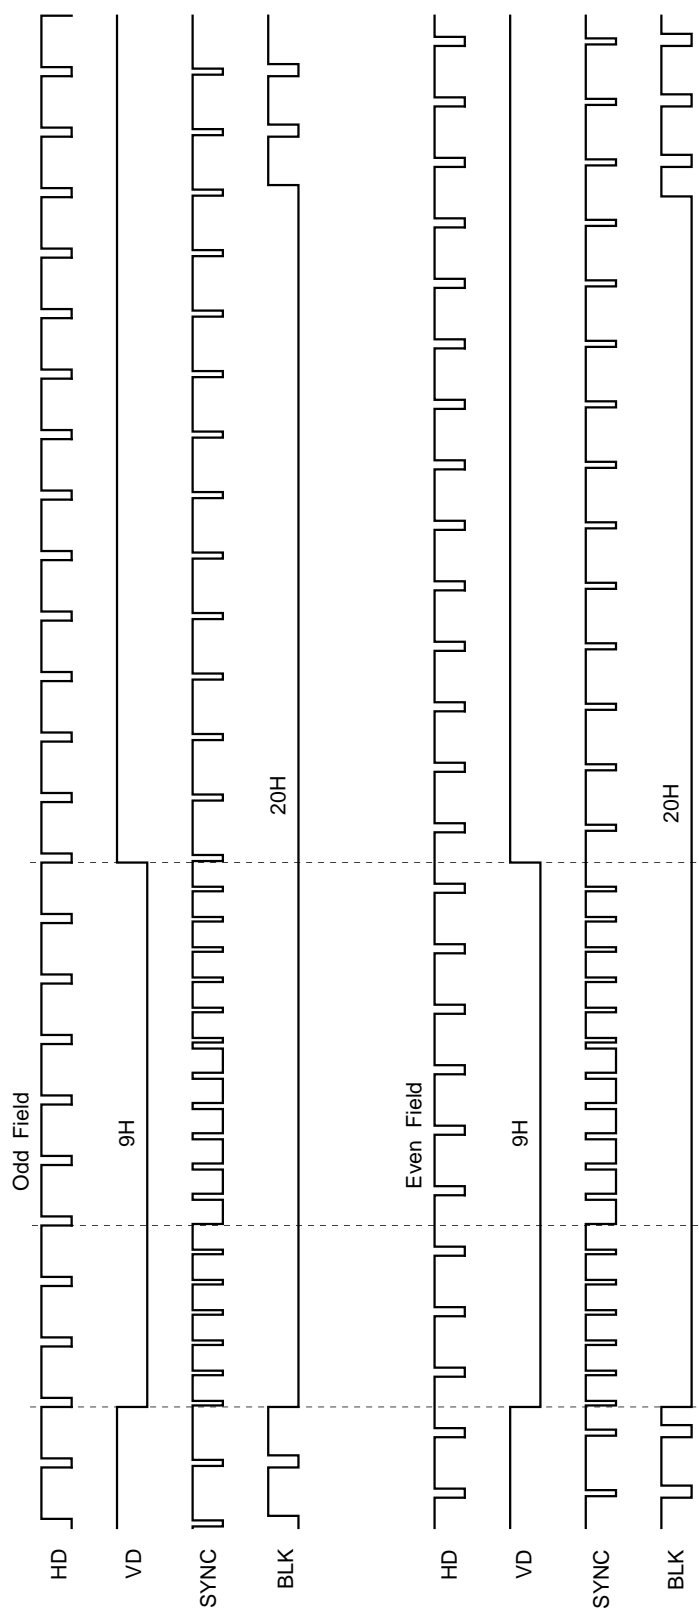 Odd Field
HD
VD
9H
SYNC
BLK
20H
Even Field
HD
VD
9H
SYNC
BLK
20H